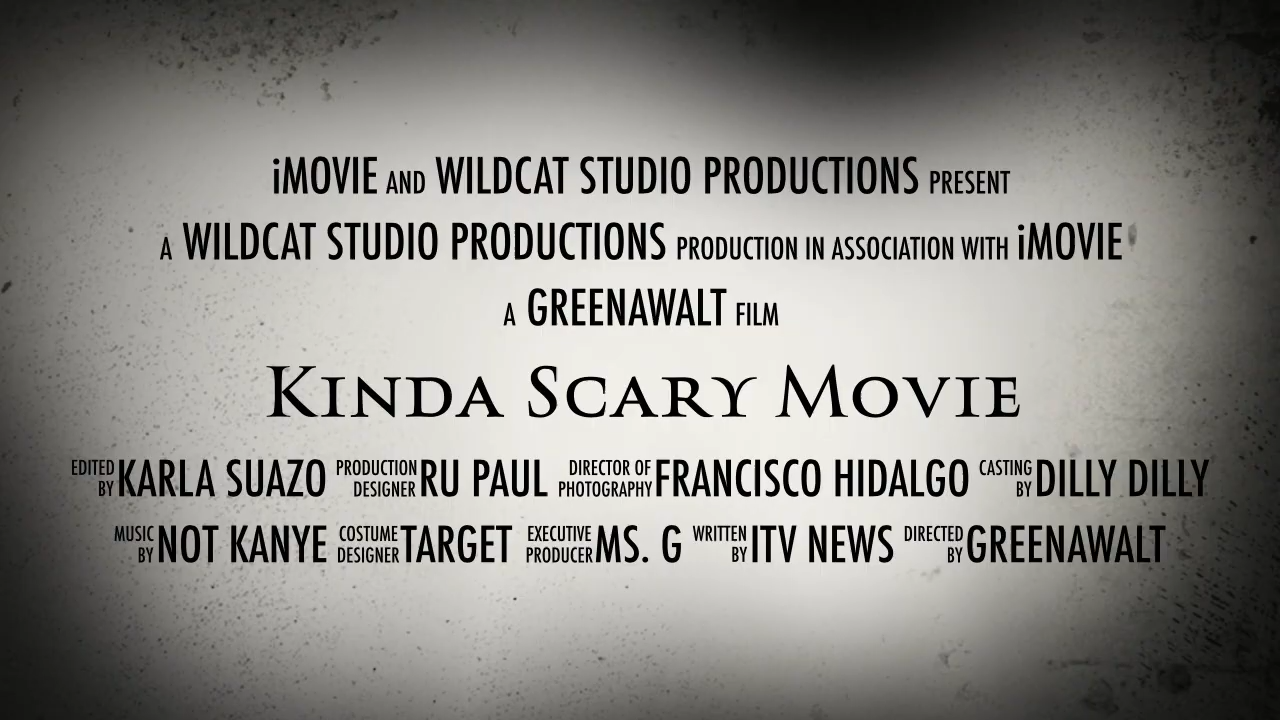 iMOVIE AND WILDCAT STUDIO PRODUCTIONS PRESENT
A WILDCAT STUDIO PRODUCTIONS PRODUCTION IN ASSOCIATION WITH iMOVIE
A GREENAWALT FILM
KINDA SCARY MOVIE
EDITED BY KARLA SUAZO PRODUCTION DESIGNER RU PAUL DIRECTOR OF PHOTOGRAPHY FRANCISCO HIDALGO CASTING BY DILLY DILLY
MUSIC BY NOT KANYE COSTUME DESIGNER TARGET EXECUTIVE PRODUCER MS. G WRITTEN BY ITV NEWS DIRECTED BY GREENAWALT